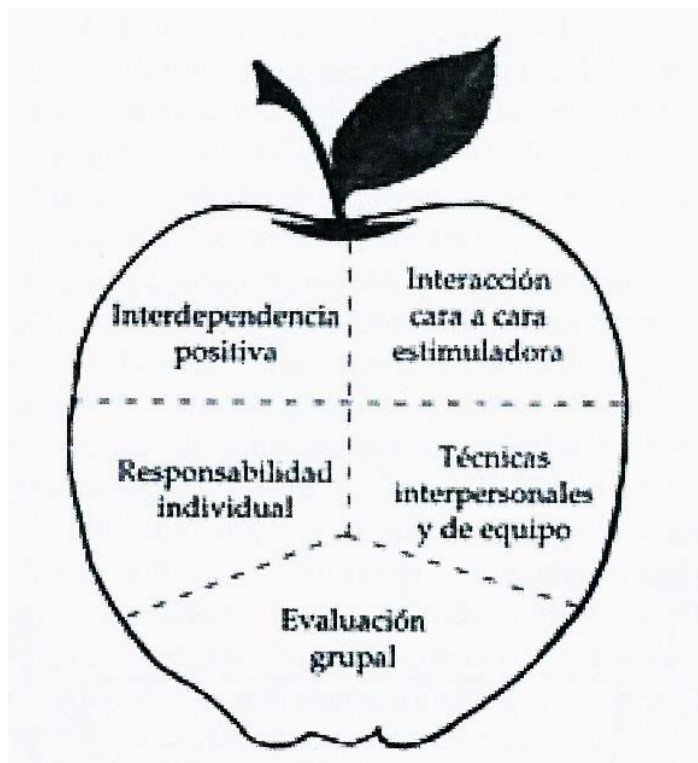 Interdependencia
positiva
Interacción
cara a cara
estimuladora
Responsabilidad
individual
Técnicas
interpersonales
y de equipo
Evaluación
grupal